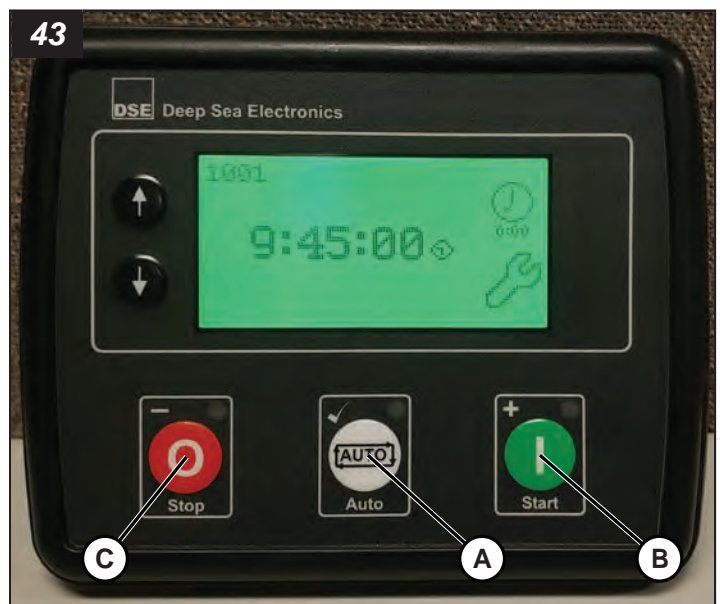 43
DSE Deep Sea Electronics
1001
0:00
9:45:00
- ✓ +
O AUTO I
Stop Auto Start
C A B